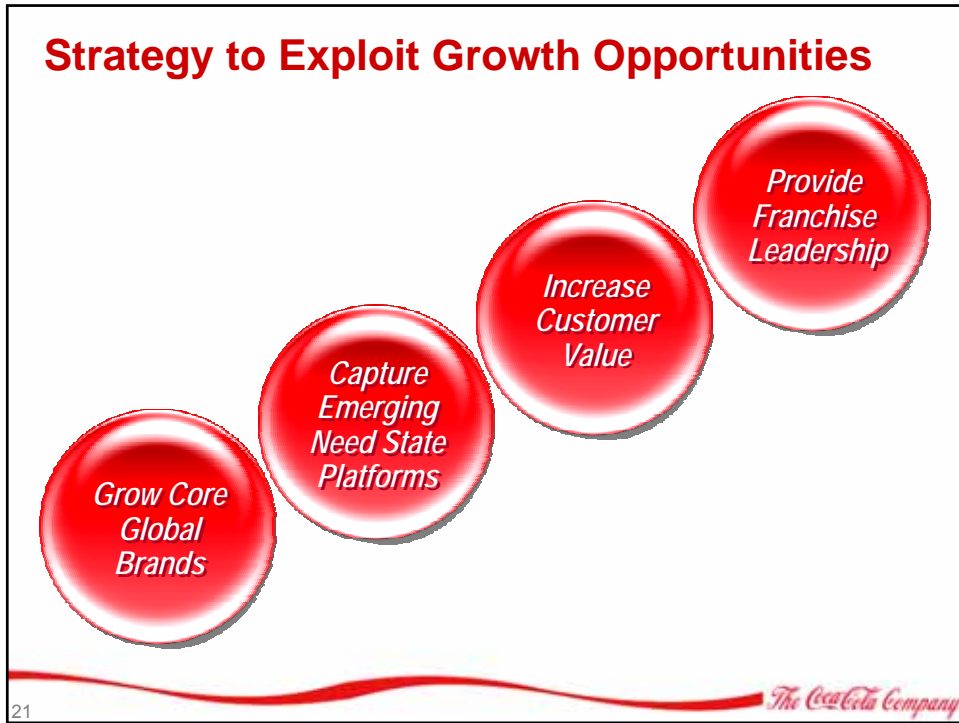 Strategy to Exploit Growth Opportunities
Provide
Franchise
Leadership
Increase
Customer
Value
Capture
Emerging
Need State
Platforms
Grow Core
Global
Brands
21
The Coca-Cola Company